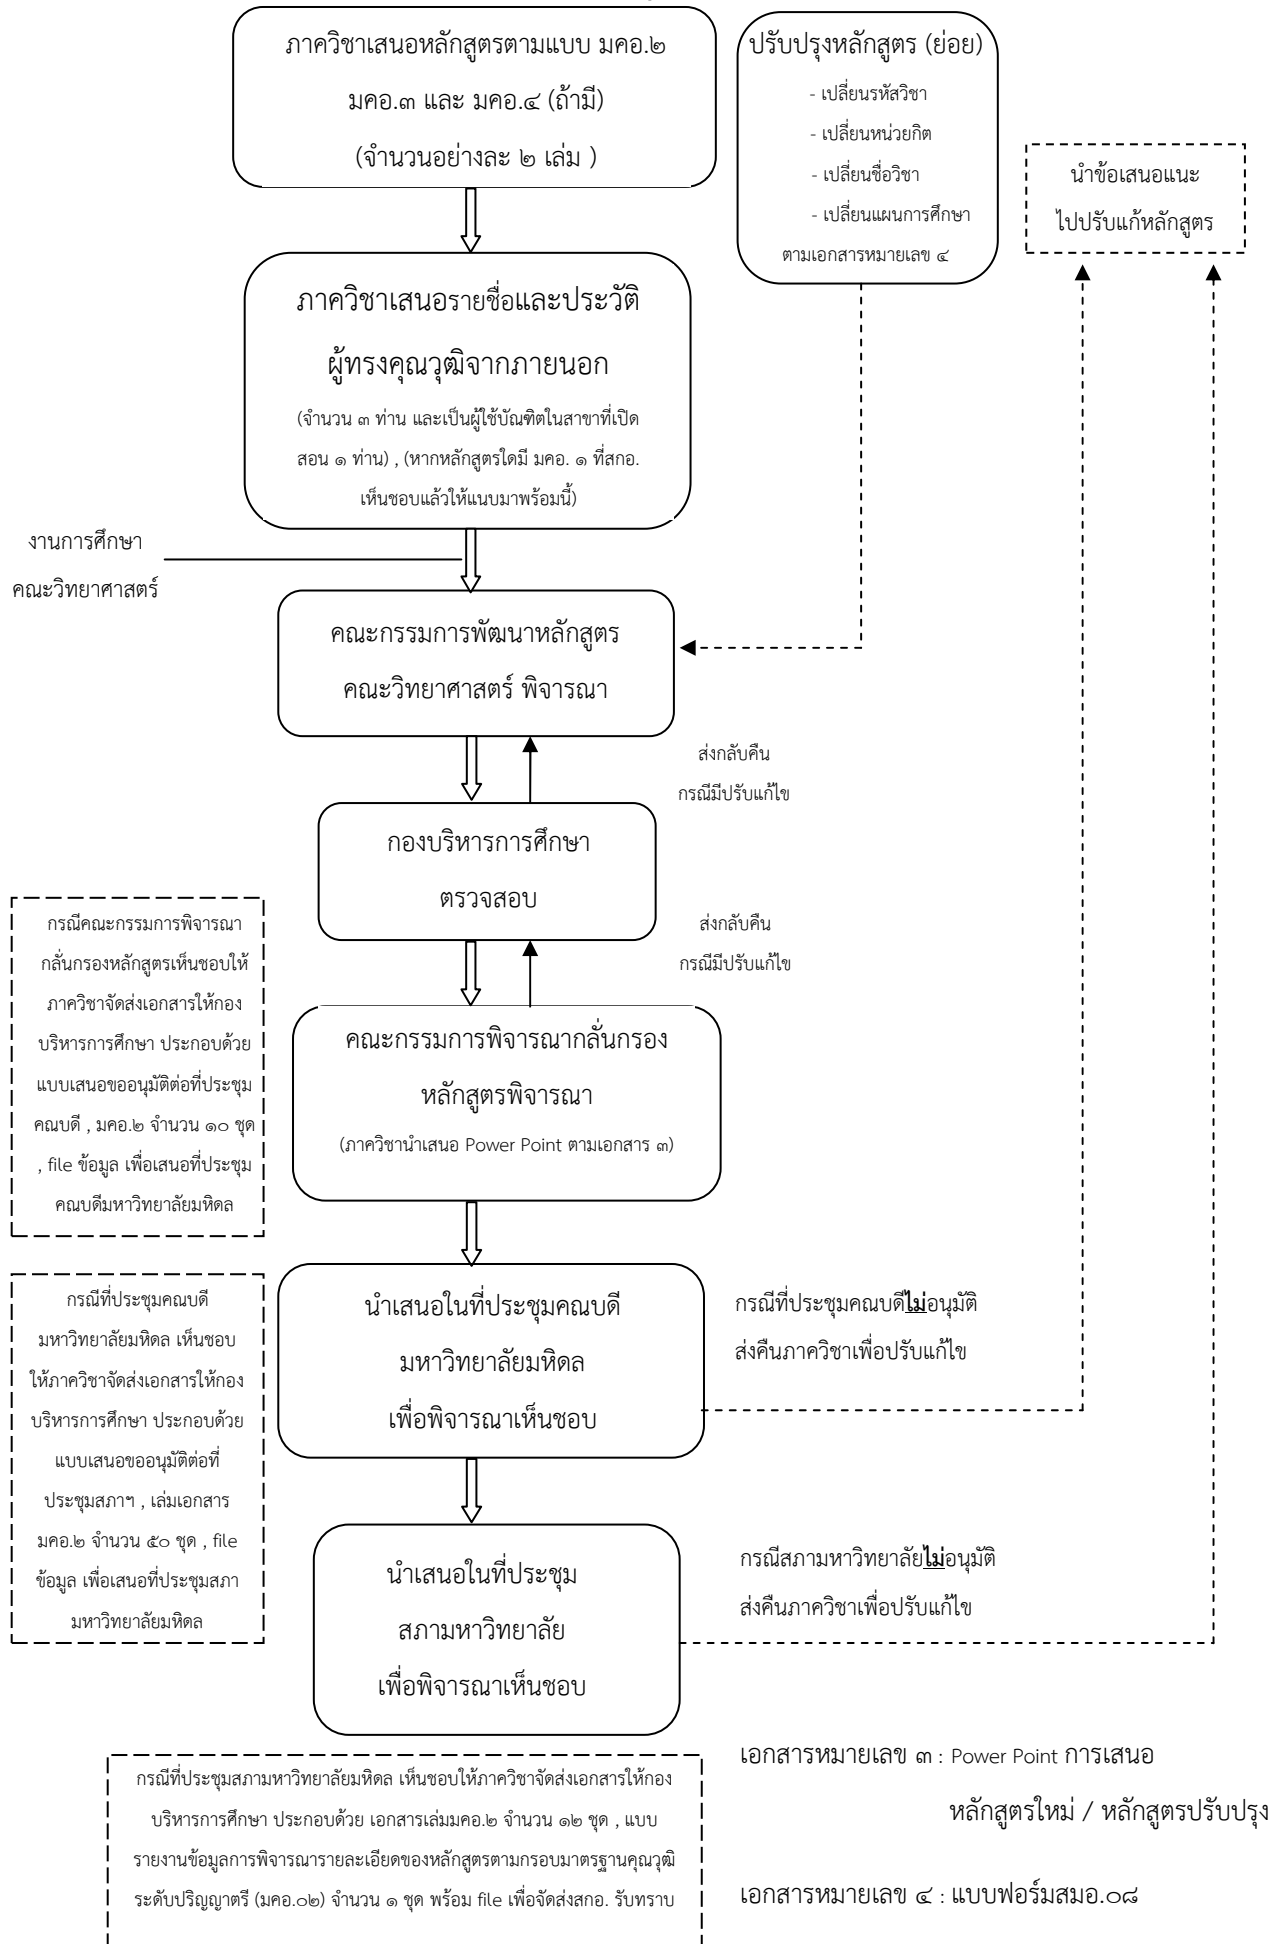 ภาควิชาเสนอหลักสูตรตามแบบ มคอ.๒
มคอ.๓ และ มคอ.๔ (ถ้ามี)
(จำนวนอย่างละ ๒ เล่ม )
ปรับปรุงหลักสูตร (ย่อย)
- เปลี่ยนรหัสวิชา
- เปลี่ยนหน่วยกิต
- เปลี่ยนชื่อวิชา
- เปลี่ยนแผนการศึกษา
ตามเอกสารหมายเลข ๔
นำข้อเสนอแนะ
ไปปรับแก้หลักสูตร
ภาควิชาเสนอรายชื่อและประวัติ
ผู้ทรงคุณวุฒิจากภายนอก
(จำนวน ๓ ท่าน และเป็นผู้ใช้บัณฑิตในสาขาที่เปิด
สอน ๑ ท่าน) , (หากหลักสูตรใดมี มคอ. ๑ ที่สกอ.
เห็นชอบแล้วให้แนบมาพร้อมนี้)
งานการศึกษา
คณะวิทยาศาสตร์
คณะกรรมการพัฒนาหลักสูตร
คณะวิทยาศาสตร์ พิจารณา
ส่งกลับคืน
กรณีมีปรับแก้ไข
กองบริหารการศึกษา
ตรวจสอบ
ส่งกลับคืน
กรณีมีปรับแก้ไข
กรณีคณะกรรมการพิจารณา
กลั่นกรองหลักสูตรเห็นชอบให้
ภาควิชาจัดส่งเอกสารให้กอง
บริหารการศึกษา ประกอบด้วย
แบบเสนอขออนุมัติต่อที่ประชุม
คณบดี , มคอ.๒ จำนวน ๑๐ ชุด
, file ข้อมูล เพื่อเสนอที่ประชุม
คณบดีมหาวิทยาลัยมหิดล
คณะกรรมการพิจารณากลั่นกรอง
หลักสูตรพิจารณา
(ภาควิชานำเสนอ Power Point ตามเอกสาร ๓)
กรณีที่ประชุมคณบดี
มหาวิทยาลัยมหิดล เห็นชอบ
ให้ภาควิชาจัดส่งเอกสารให้กอง
บริหารการศึกษา ประกอบด้วย
แบบเสนอขออนุมัติต่อที่
ประชุมสภาฯ , เล่มเอกสาร
มคอ.๒ จำนวน ๕๐ ชุด , file
ข้อมูล เพื่อเสนอที่ประชุมสภา
มหาวิทยาลัยมหิดล
นำเสนอในที่ประชุมคณบดี
มหาวิทยาลัยมหิดล
เพื่อพิจารณาเห็นชอบ
กรณีที่ประชุมคณบดีไม่อนุมัติ
ส่งคืนภาควิชาเพื่อปรับแก้ไข
นำเสนอในที่ประชุม
สภามหาวิทยาลัย
เพื่อพิจารณาเห็นชอบ
กรณีสภามหาวิทยาลัยไม่อนุมัติ
ส่งคืนภาควิชาเพื่อปรับแก้ไข
กรณีที่ประชุมสภามหาวิทยาลัยมหิดล เห็นชอบให้ภาควิชาจัดส่งเอกสารให้กอง
บริหารการศึกษา ประกอบด้วย เอกสารเล่มมคอ.๒ จำนวน ๑๒ ชุด , แบบ
รายงานข้อมูลการพิจารณารายละเอียดของหลักสูตรตามกรอบมาตรฐานคุณวุฒิ
ระดับปริญญาตรี (มคอ.๐๒) จำนวน ๑ ชุด พร้อม file เพื่อจัดส่งสกอ. รับทราบ
เอกสารหมายเลข ๓ : Power Point การเสนอ
หลักสูตรใหม่ / หลักสูตรปรับปรุง
เอกสารหมายเลข ๔ : แบบฟอร์มสมอ.๐๘